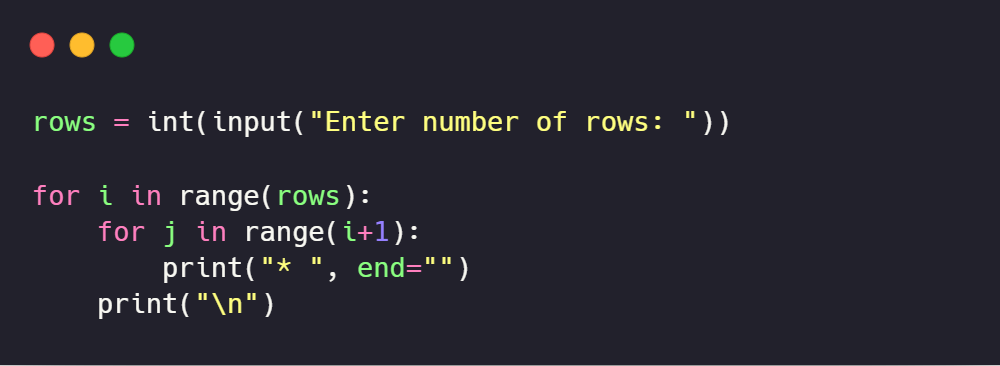 rows = int(input("Enter number of rows: "))

for i in range(rows):
    for j in range(i+1):
        print("* ", end="")
    print("\n")